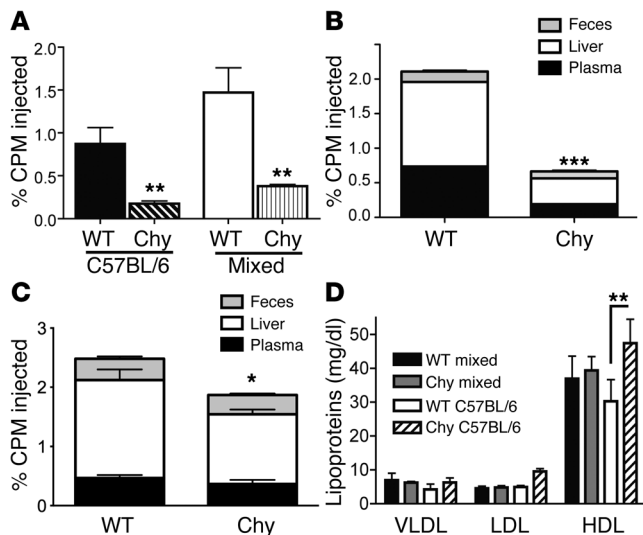 A
% CPM injected
2.0
1.5
1.0
0.5
0.0
**
**
WT Chy WT Chy
C57BL/6 Mixed
B
% CPM injected
2.0
1.5
1.0
0.5
0.0
Feces
Liver
Plasma
***
WT Chy
C
% CPM injected
3
2
1
0
Feces
Liver
Plasma
*
WT Chy
D
Lipoproteins (mg/dl)
50
40
30
20
10
0
WT mixed
Chy mixed
WT C57BL/6
Chy C57BL/6
**
VLDL LDL HDL